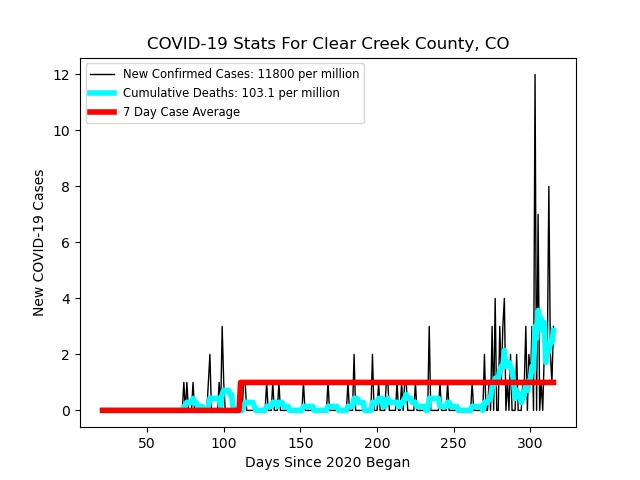 COVID-19 Stats For Clear Creek County, CO
New Confirmed Cases: 11800 per million
Cumulative Deaths: 103.1 per million
7 Day Case Average
New COVID-19 Cases
12
10
8
6
4
2
0
50 100 150 200 250 300
Days Since 2020 Began